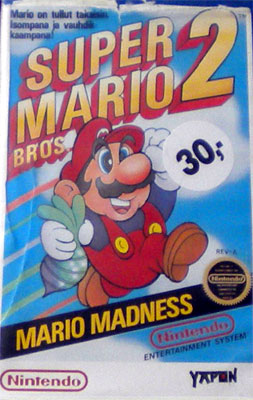 Mario on tullut takaisin.
Isompana ja vauhdik
kaampana!
SUPER
MARIO 2
BROS
30,-
REV-A
MARIO MADNESS
Nintendo
ENTERTAINMENT SYSTEM
Nintendo
Nintendo
YAPON